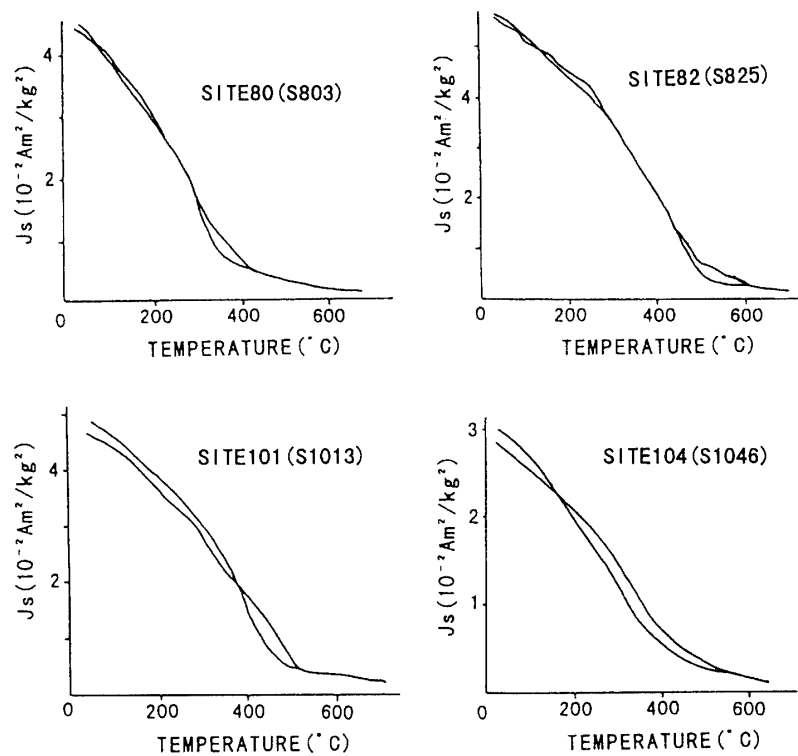 SITE80(S803)
Js(10⁻²Am²/kg²)
4
2
0
200
400
600
TEMPERATURE(°C)
SITE82(S825)
Js(10⁻²Am²/kg²)
4
2
0
200
400
600
TEMPERATURE(°C)
SITE101(S1013)
Js(10⁻²Am²/kg²)
4
2
0
200
400
600
TEMPERATURE(°C)
SITE104(S1046)
Js(10⁻²Am²/kg²)
3
2
1
0
200
400
600
TEMPERATURE(°C)